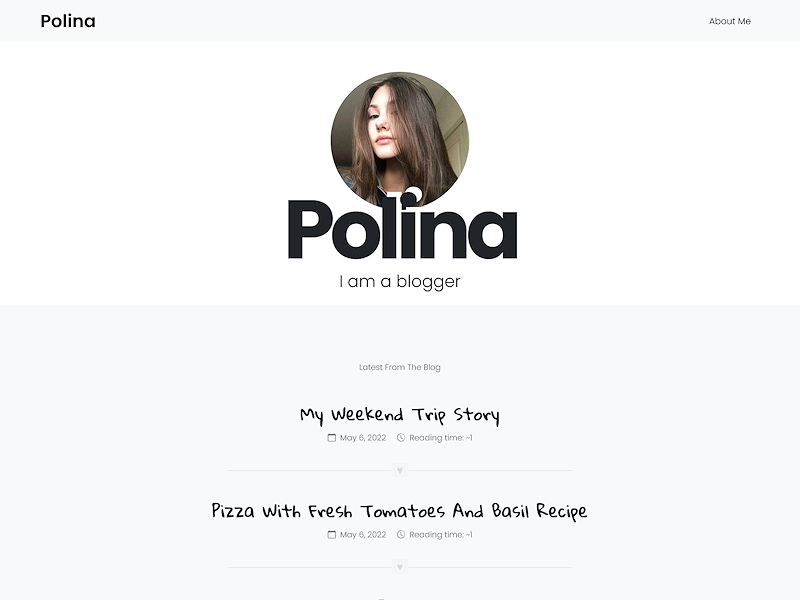 Polina
About Me
Polina
I am a blogger
Latest From The Blog
My Weekend Trip Story
May 6, 2022 Reading time: ~1
Pizza With Fresh Tomatoes And Basil Recipe
May 6, 2022 Reading time: ~1